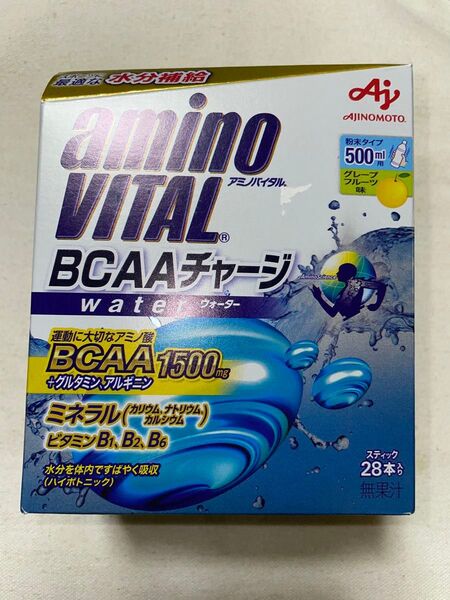 最適な 水分補給
Aj
AJINOMOTO
amino
アミノバイタル®
VITAL®
粉末タイプ
500ml用
グレープ
フルーツ
味
BCAAチャージ
water ウォーター
運動に大切なアミノ酸
BCAA1500mg
+グルタミン、アルギニン
ミネラル(カリウム、ナトリウム、
カルシウム)
ビタミンB1、B2、B6
水分を体内ですばやく吸収
(ハイポトニック)
スティック
28本入り
無果汁